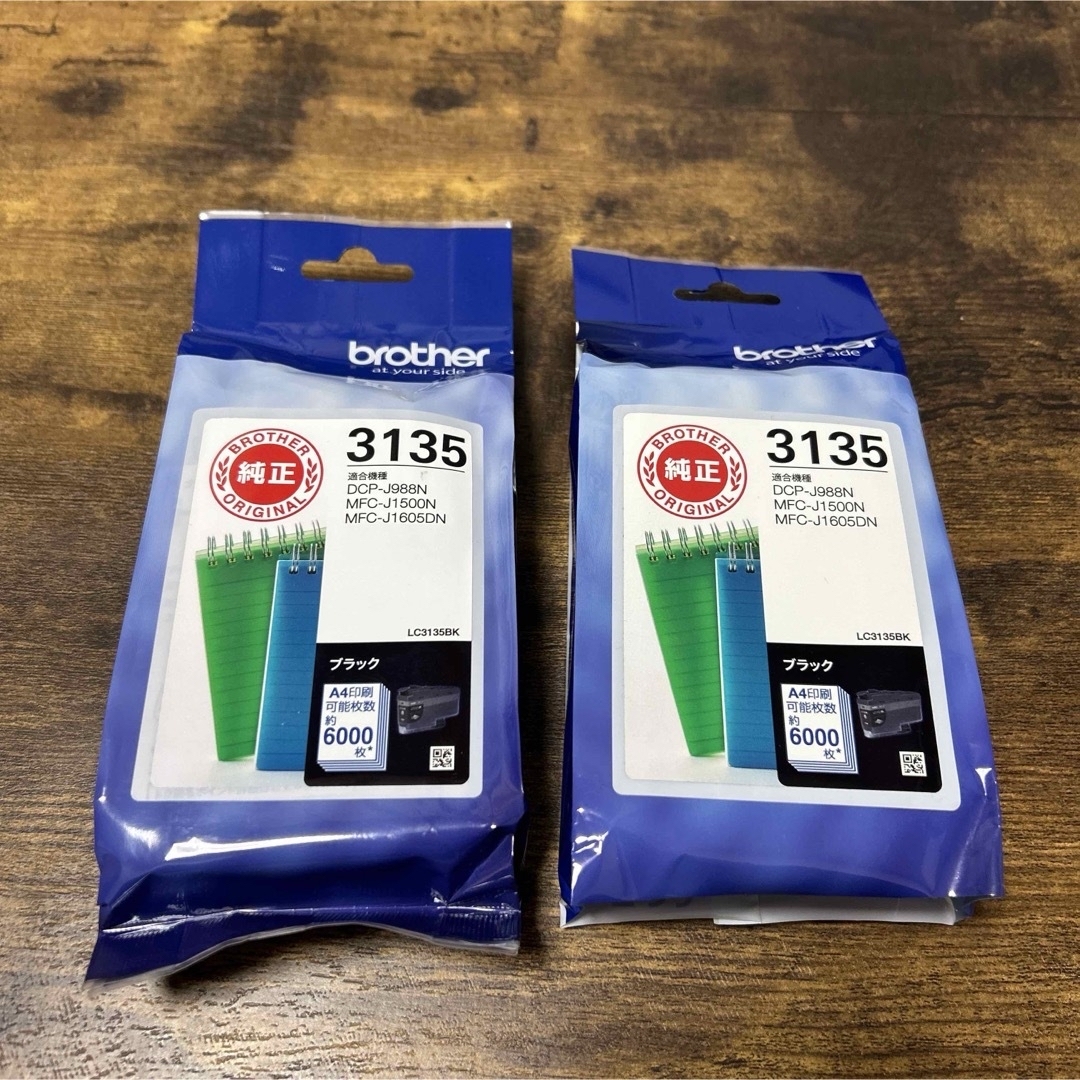 brother
at your side
BROTHER
純正
ORIGINAL
3135
適合機種
DCP-J988N
MFC-J1500N
MFC-J1605DN
LC3135BK
ブラック
A4印刷
可能枚数
約
6000
枚*
brother
at your side
BROTHER
純正
ORIGINAL
3135
適合機種
DCP-J988N
MFC-J1500N
MFC-J1605DN
LC3135BK
ブラック
A4印刷
可能枚数
約
6000
枚*